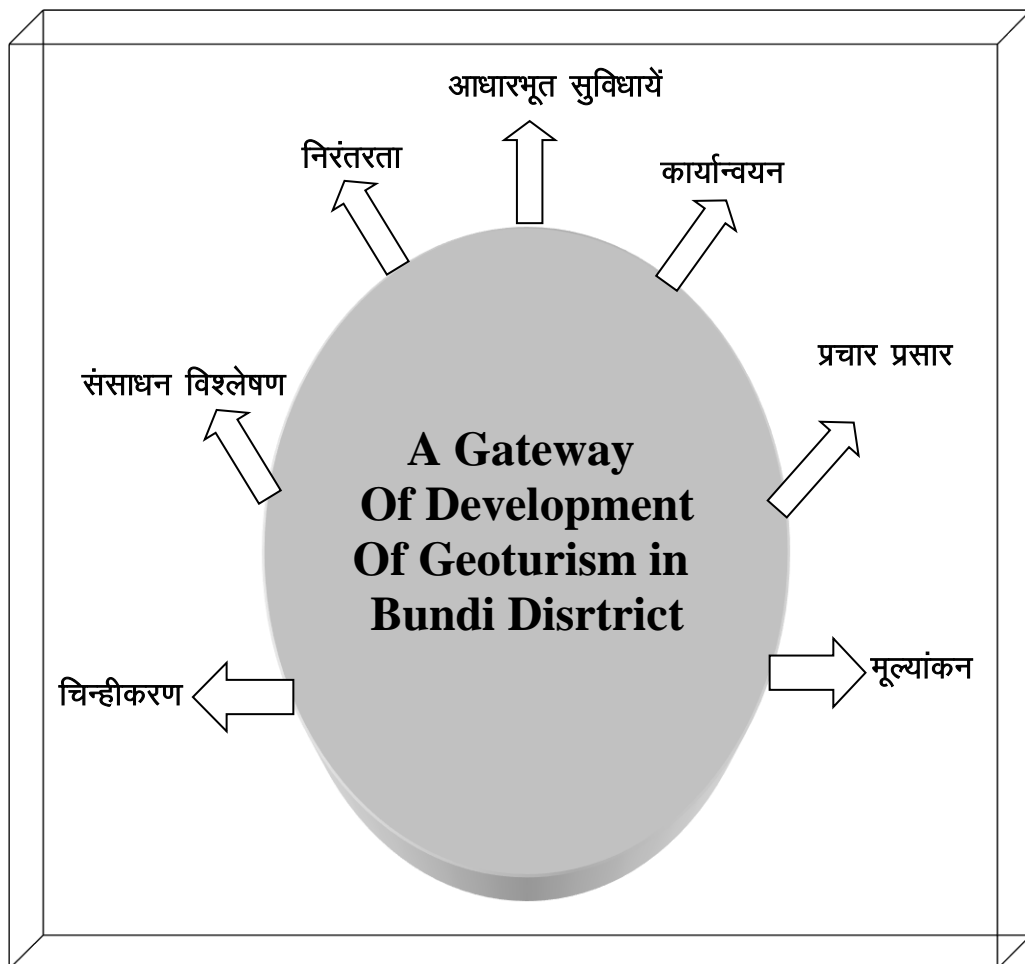 आधारभूत सुविधायें
निरंतरता
कार्यान्वयन
प्रचार प्रसार
संसाधन विश्लेषण
A Gateway
Of Development
Of Geoturism in
Bundi Disrtrict
मूल्यांकन
चिन्हीकरण